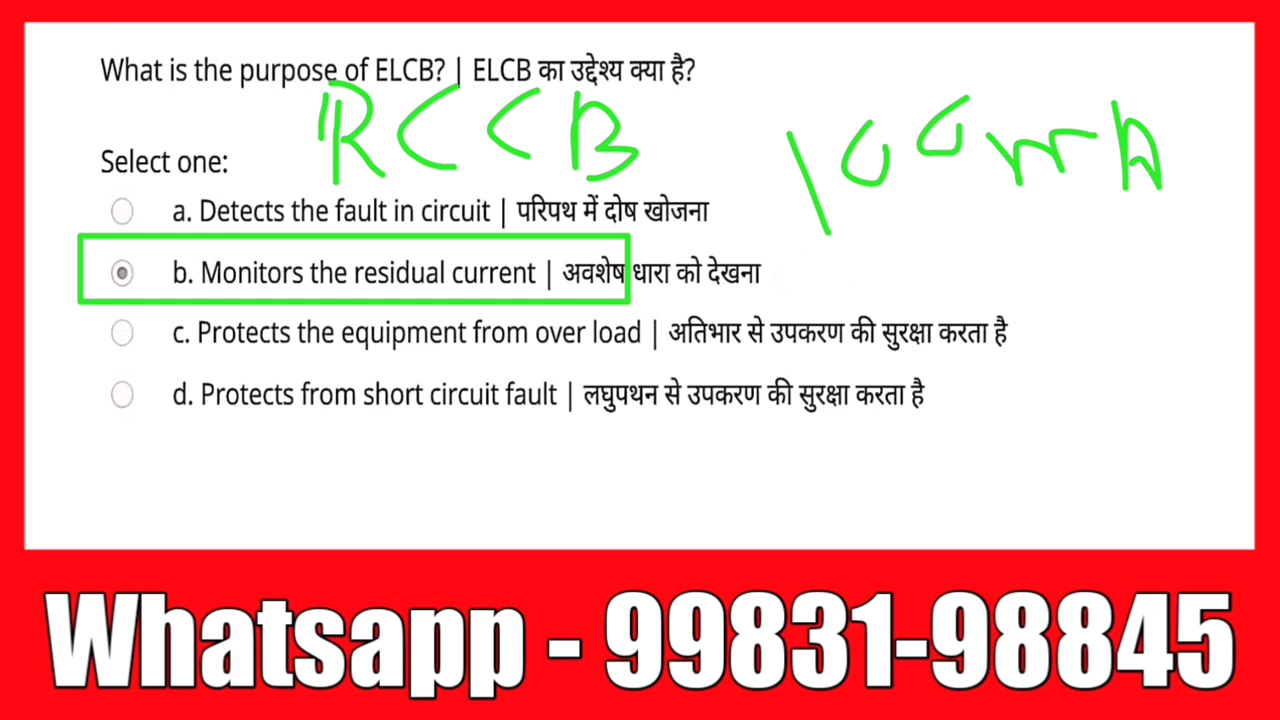 What is the purpose of ELCB? | ELCB का उद्देश्य क्या है?
RCCB
100mA
Select one:
a. Detects the fault in circuit | परिपथ में दोष खोजना
b. Monitors the residual current | अवशेष धारा को देखना
c. Protects the equipment from over load | अतिभार से उपकरण की सुरक्षा करता है
d. Protects from short circuit fault | लघुपथन से उपकरण की सुरक्षा करता है
Whatsapp - 99831-98845